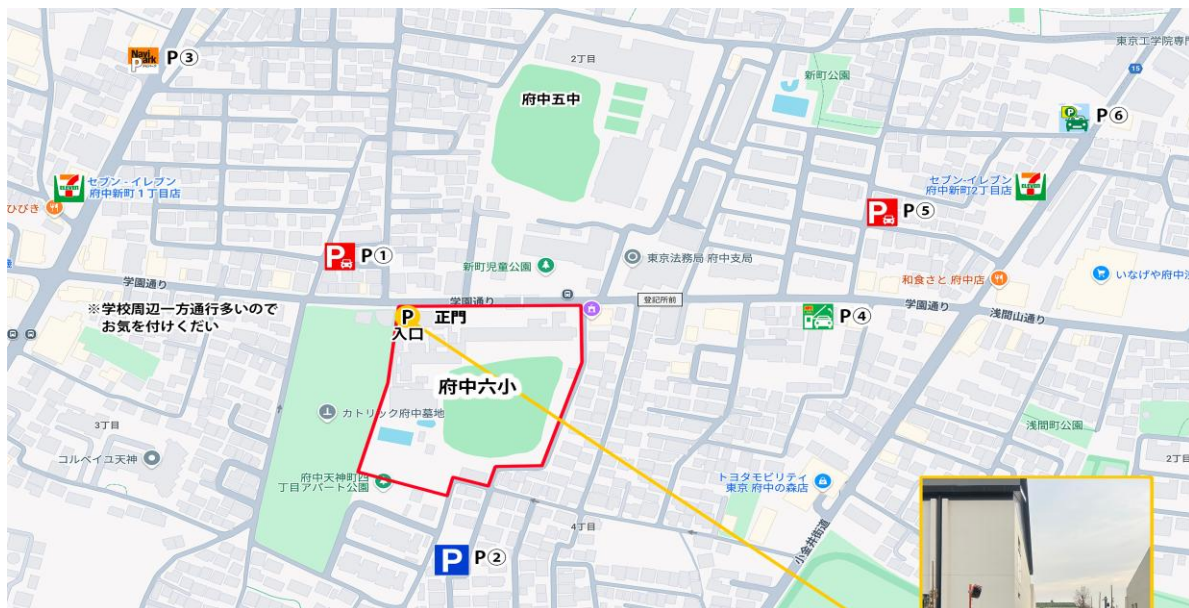 2丁目
東京工学院専門
Navi
Park
P③
15
新町公園
府中五中
P
P⑥
7
ELEVEN
セブン-イレブン
府中新町1丁目店
セブン-イレブン
府中新町2丁目店
7
ELEVEN
ひびき
P
P⑤
P
P①
新町児童公園
東京法務局 府中支局
和食さと 府中店
いなげや府中浅
学園通り
学園通り
登記所前
学園通り
浅間山通り
※学校周辺一方通行多いので
お気を付けくだい
P
正門
入口
P④
府中六小
カトリック府中墓地
3丁目
浅間町公園
コルベイユ天神
2丁目
府中天神町四
丁目アパート公園
トヨタモビリティ
東京 府中の森店
4丁目
小金井街道
P
P②